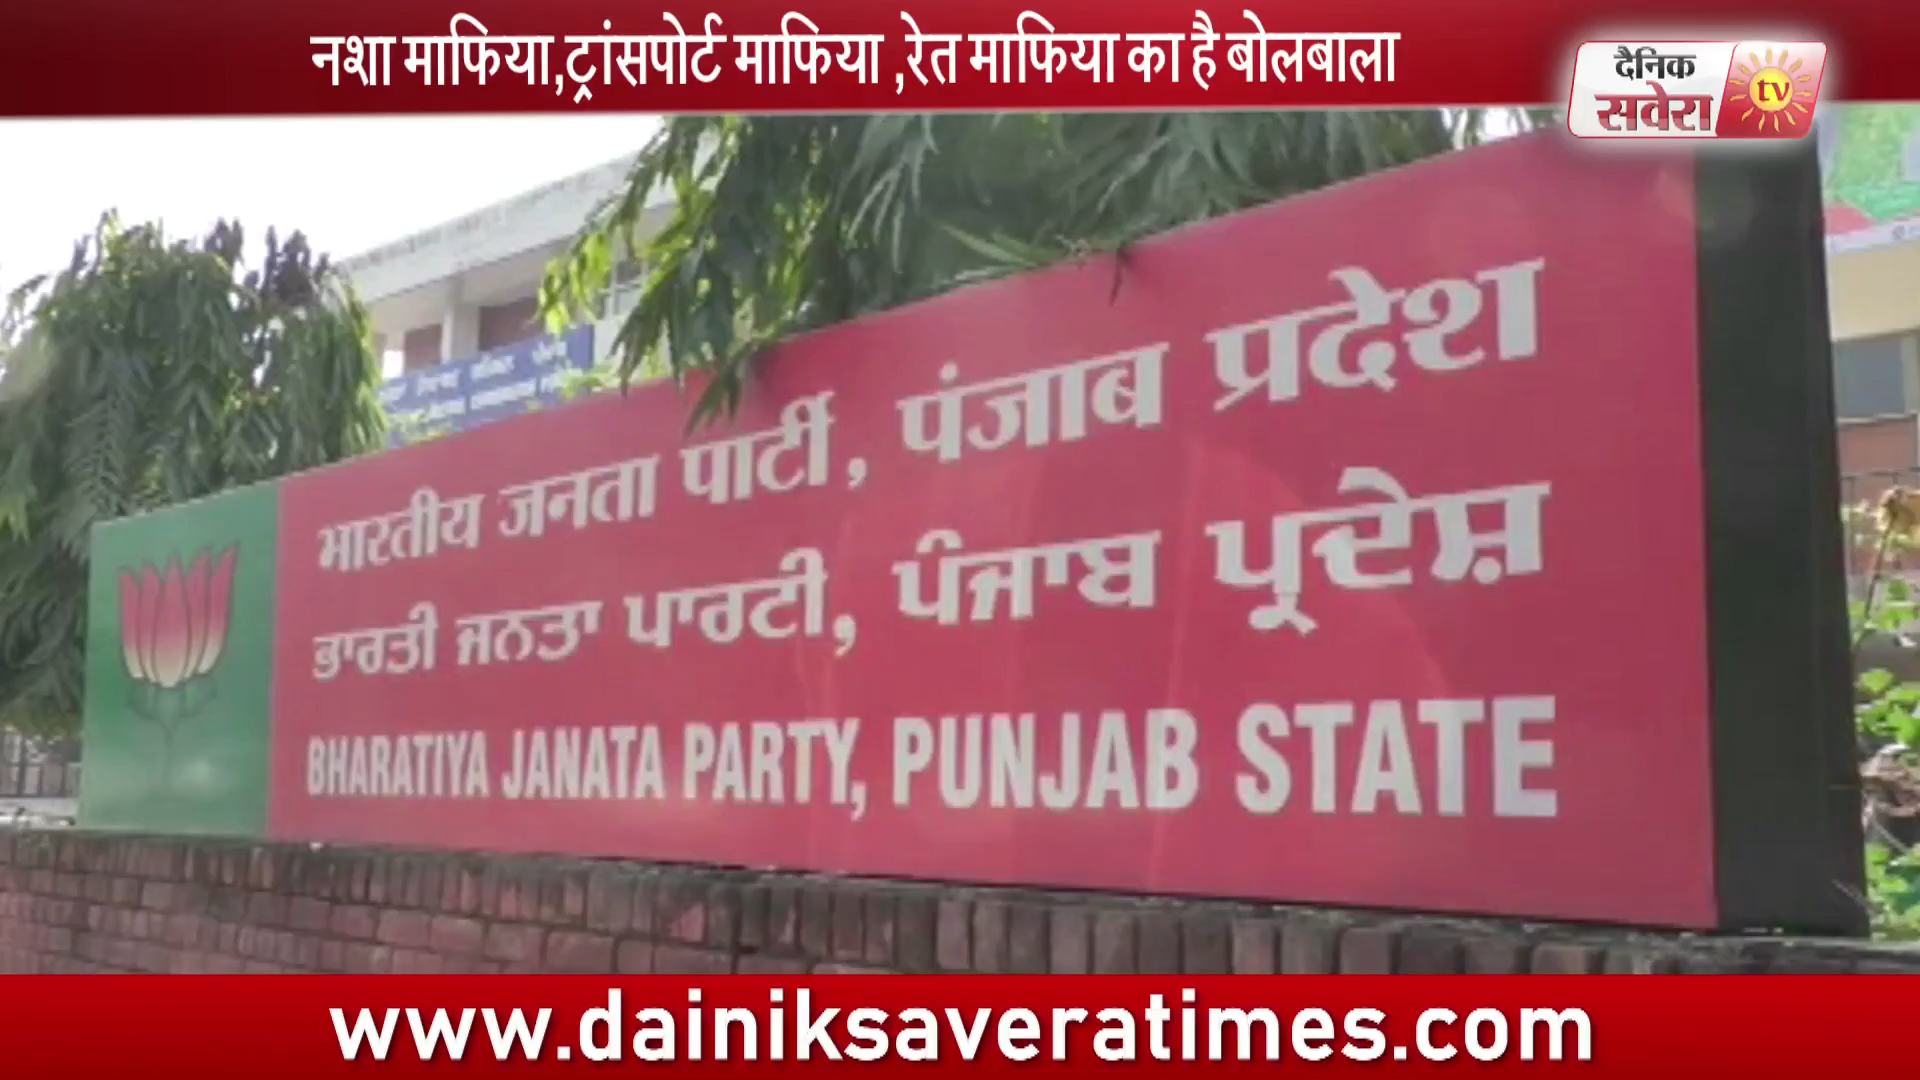 नशा माफिया,ट्रांसपोर्ट माफिया ,रेत माफिया का है बोलबाला
दैनिक
सवेरा
tv
भारतीय जनता पार्टी, पंजाब प्रदेश
ਭਾਰਤੀ ਜਨਤਾ ਪਾਰਟੀ, ਪੰਜਾਬ ਪ੍ਰਦੇਸ਼
BHARATIYA JANATA PARTY, PUNJAB STATE
www.dainiksaveratimes.com